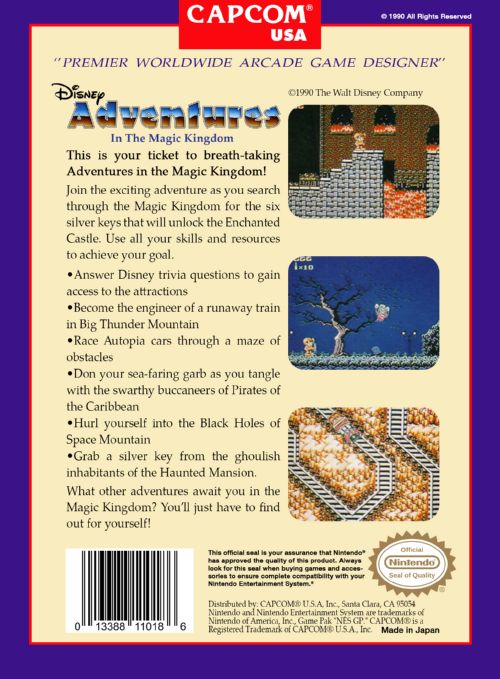 CAPCOM®
USA
© 1990 All Rights Reserved
"PREMIER WORLDWIDE ARCADE GAME DESIGNER"
Disney
Adventures
In The Magic Kingdom
©1990 The Walt Disney Company
This is your ticket to breath-taking
Adventures in the Magic Kingdom!
Join the exciting adventure as you search
through the Magic Kingdom for the six
silver keys that will unlock the Enchanted
Castle. Use all your skills and resources
to achieve your goal.
•Answer Disney trivia questions to gain
access to the attractions
•Become the engineer of a runaway train
in Big Thunder Mountain
•Race Autopia cars through a maze of
obstacles
•Don your sea-faring garb as you tangle
with the swarthy buccaneers of Pirates of
the Caribbean
•Hurl yourself into the Black Holes of
Space Mountain
•Grab a silver key from the ghoulish
inhabitants of the Haunted Mansion.
What other adventures await you in the
Magic Kingdom? You'll just have to find
out for yourself!
x10
0 13388 11018 6
This official seal is your assurance that Nintendo®
has approved the quality of this product. Always
look for this seal when buying games and acces-
sories to ensure complete compatibility with your
Nintendo Entertainment System.®
Official
Nintendo®
Seal of Quality
®
Distributed by: CAPCOM® U.S.A, Inc., Santa Clara, CA 95054
Nintendo and Nintendo Entertainment System are trademarks of
Nintendo of America, Inc., Game Pak "NES GP." CAPCOM® is a
Registered Trademark of CAPCOM® U.S.A., Inc. Made in Japan